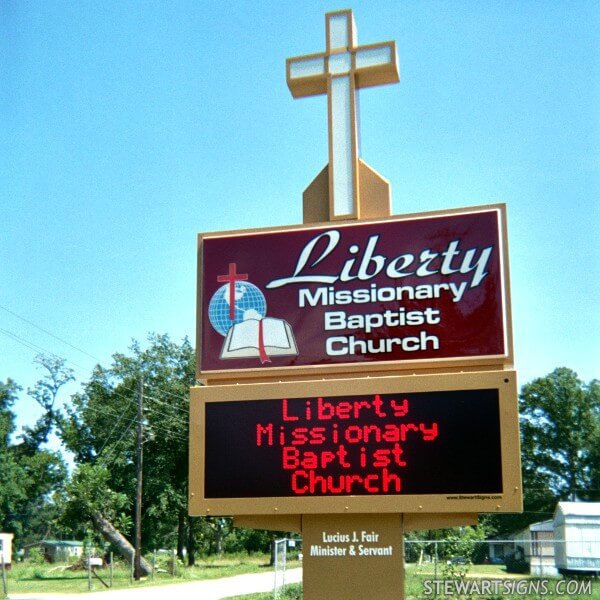 Liberty
Missionary
Baptist
Church
Liberty
Missionary
Baptist
Church
www.stewartsigns.com
Lucius J. Fair
Minister & Servant
STEWARTSIGNS.COM